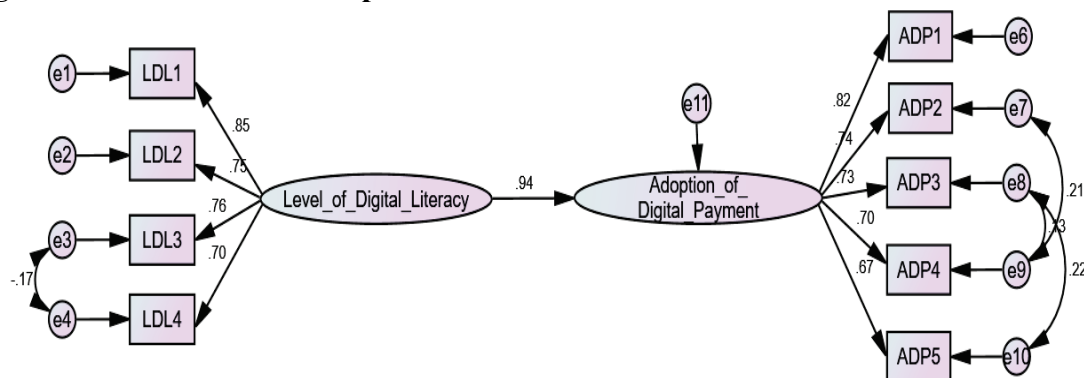 LDL1
LDL2
LDL3
LDL4
e1
e2
e3
e4
-.17
.85
.75
.76
.70
Level_of_Digital_Literacy
.94
e11
Adoption_of_
Digital_Payment
.82
.74
.73
.70
.67
ADP1
ADP2
ADP3
ADP4
ADP5
e6
e7
e8
e9
e10
.21
.22